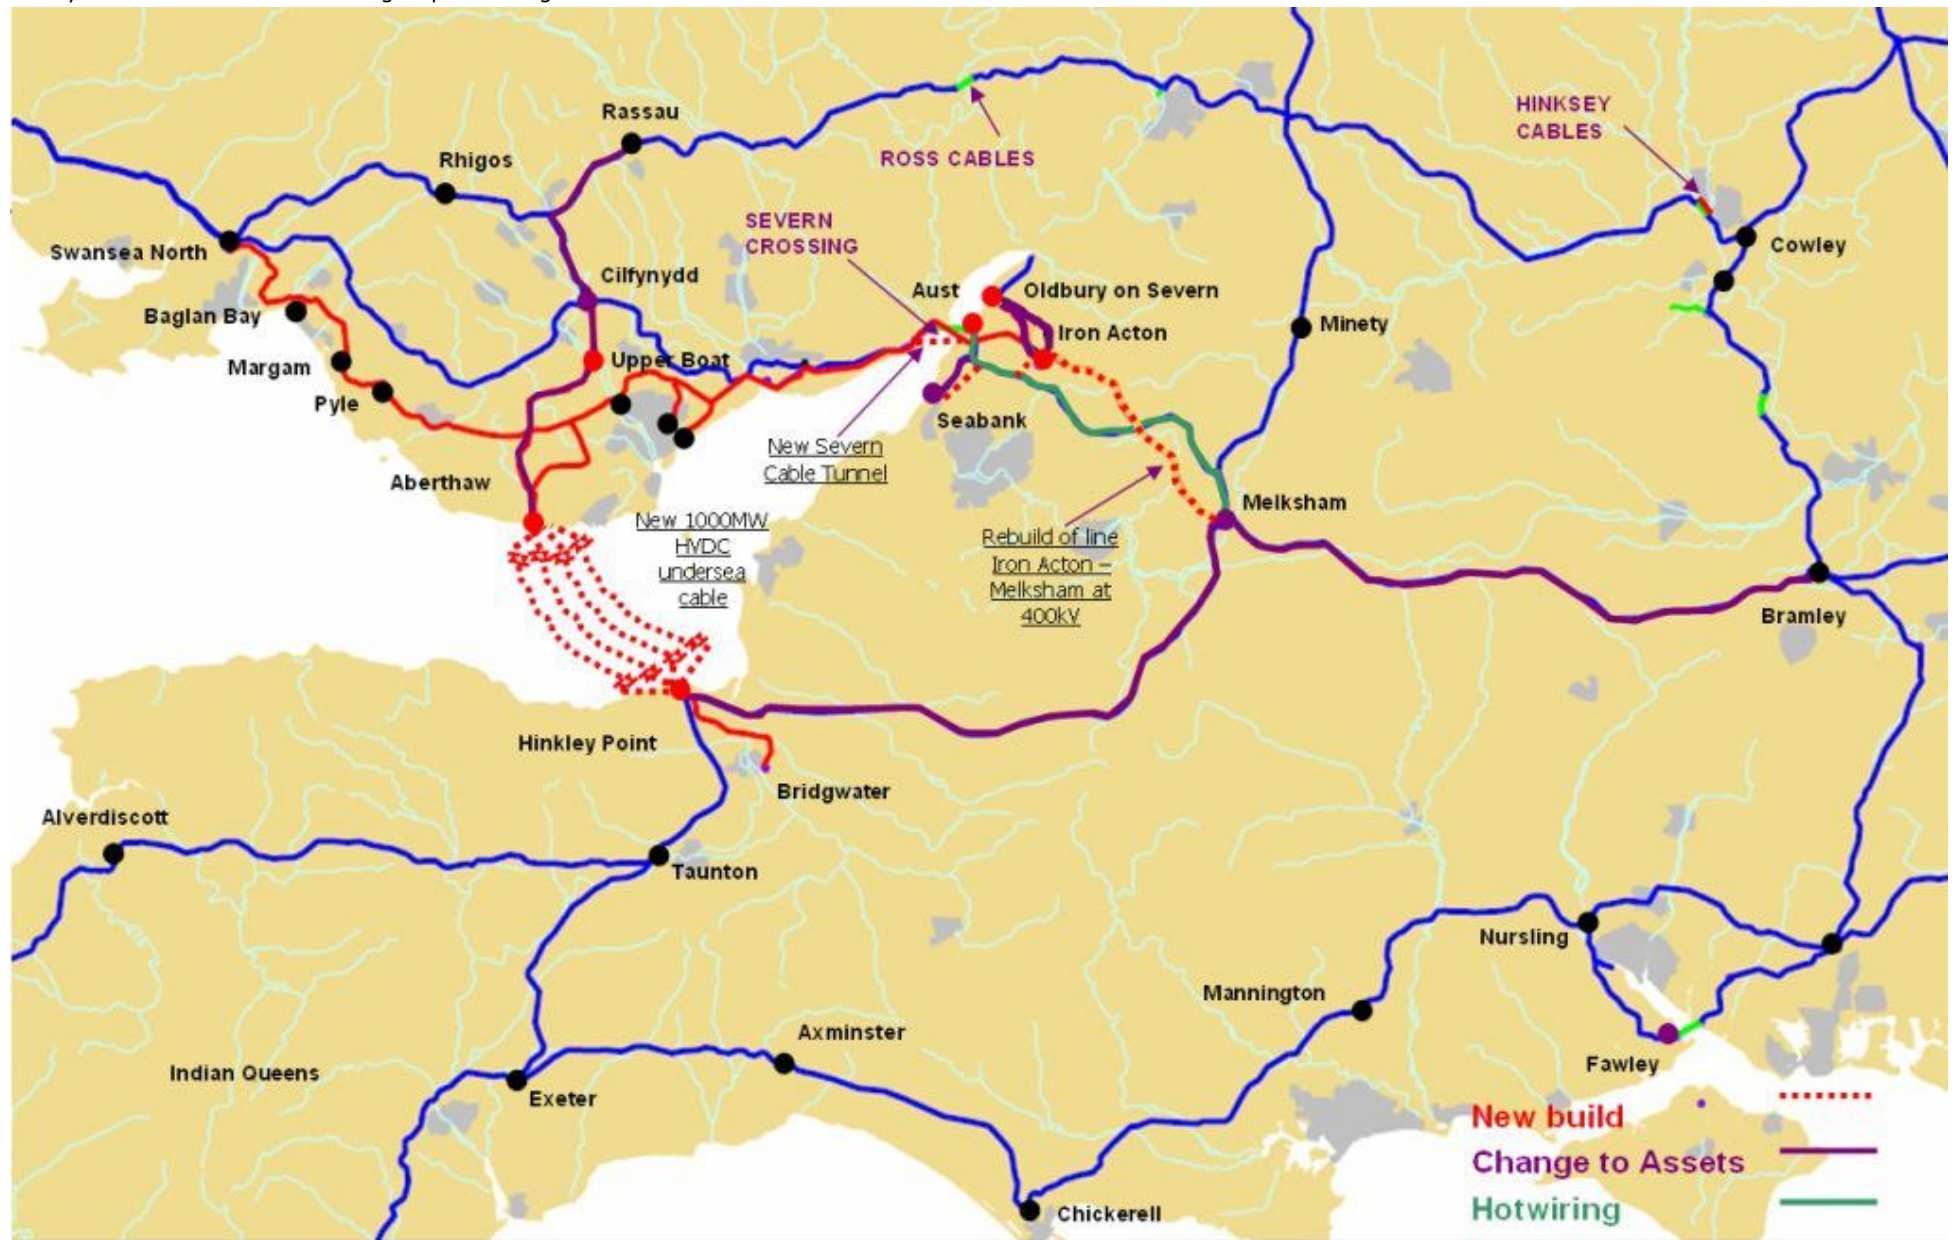 Rassau
Rhigos
ROSS CABLES
HINKSEY
CABLES
SEVERN
CROSSING
Swansea North
Cilfynydd
Cowley
Aust
Oldbury on Severn
Baglan Bay
Iron Acton
Minety
Margam
Upper Boat
Pyle
Seabank
New Severn
Cable Tunnel
Aberthaw
Melksham
New 1000MW
HVDC
undersea
cable
Rebuild of line
Iron Acton –
Melksham at
400kV
Bramley
Hinkley Point
Bridgwater
Alverdiscott
Taunton
Nursling
Mannington
Axminster
Indian Queens
Exeter
Fawley
New build
Change to Assets
Hotwiring
Chickerell